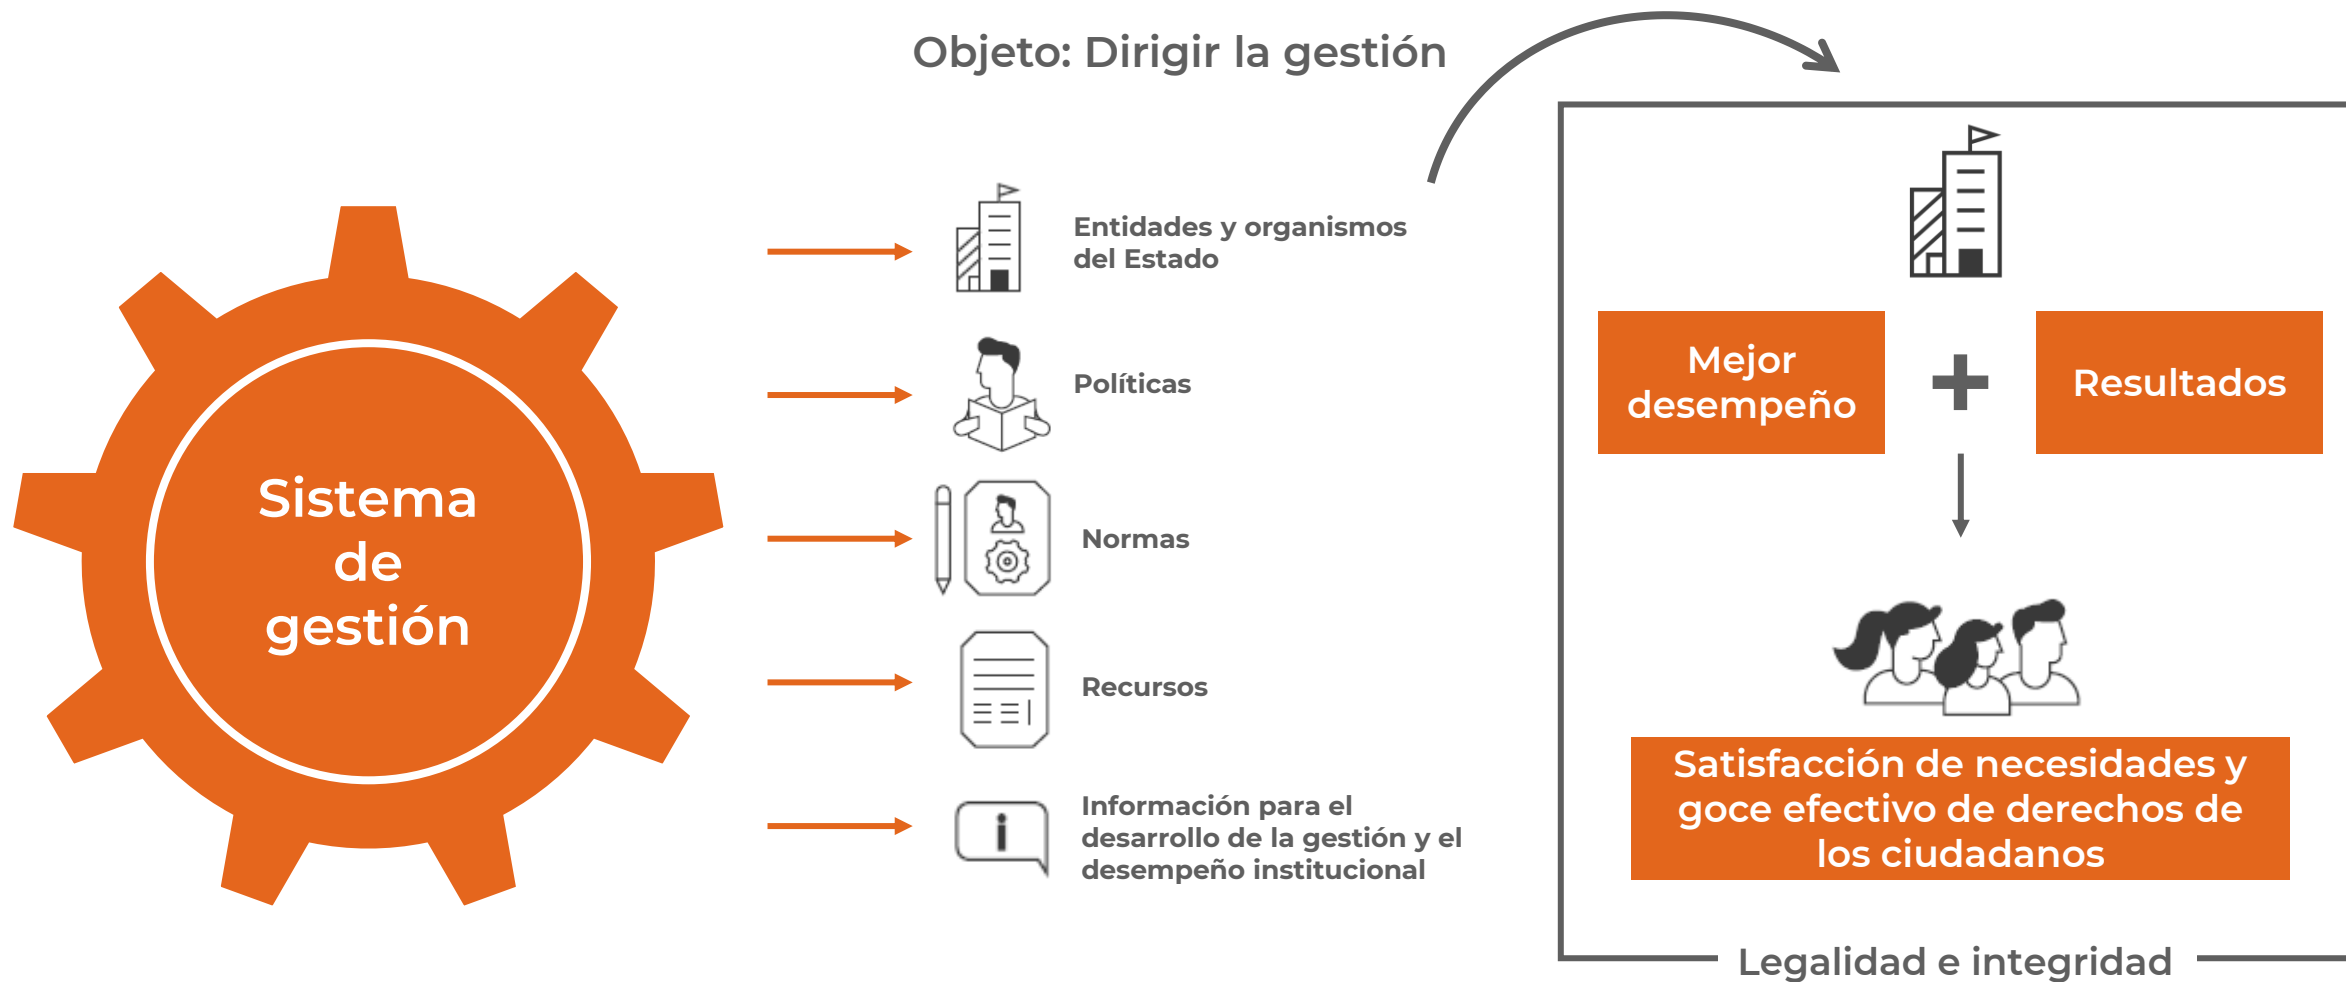 Objeto: Dirigir la gestión
Sistema
de
gestión
Entidades y organismos
del Estado
Políticas
Normas
Recursos
i
Información para el
desarrollo de la gestión y el
desempeño institucional
Mejor
desempeño
+
Resultados
Satisfacción de necesidades y
goce efectivo de derechos de
los ciudadanos
Legalidad e integridad